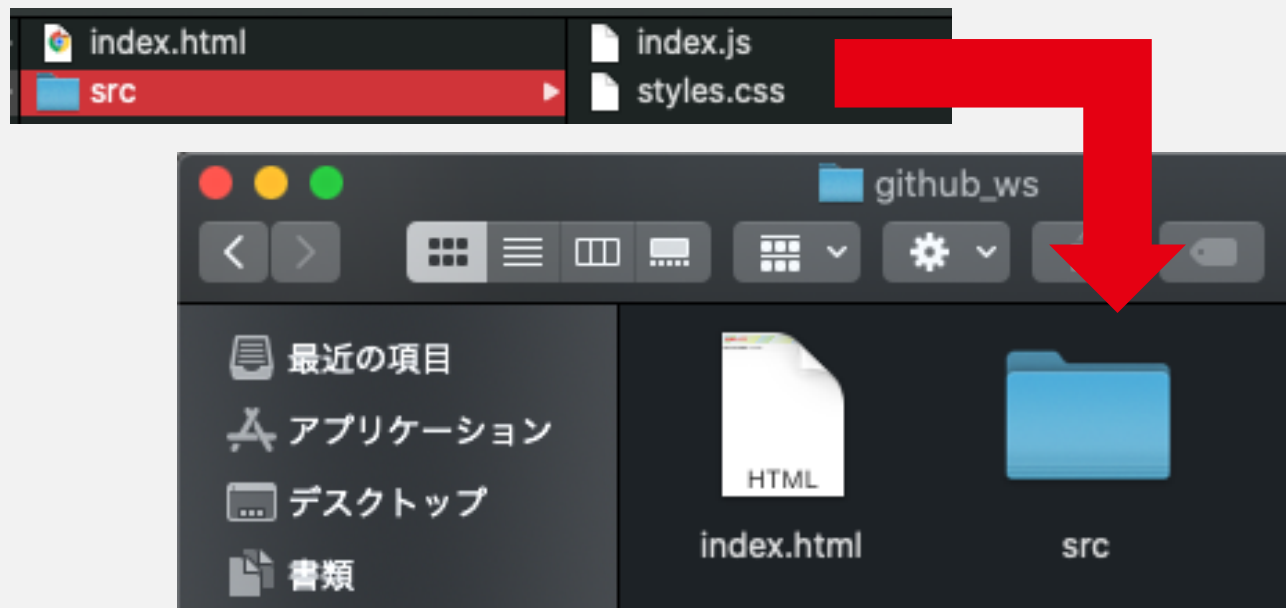 index.html
src
index.js
styles.css
github_ws
最近の項目
アプリケーション
デスクトップ
書類
HTML
index.html
src